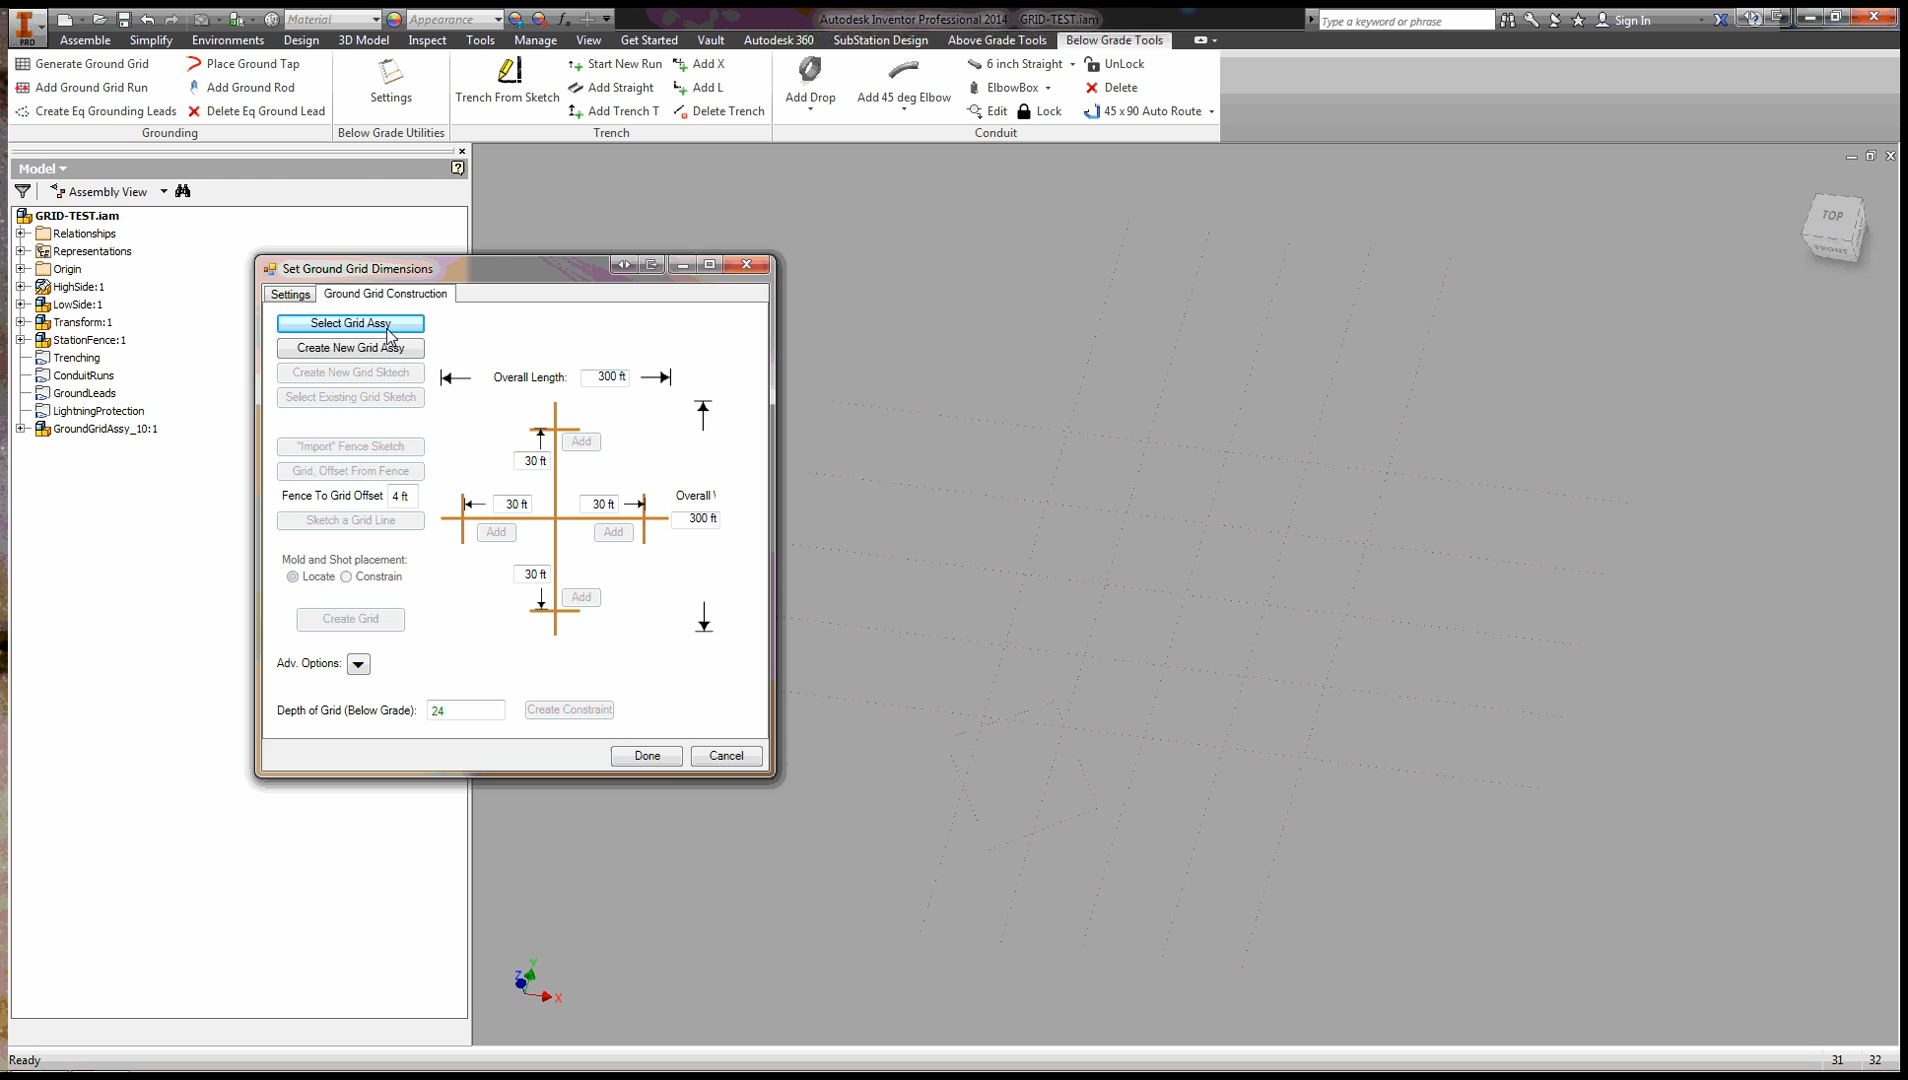 Material
Appearance
Autodesk Inventor Professional 2014 GRID-TEST.iam
Type a keyword or phrase
Sign In
PRO
Assemble Simplify Environments Design 3D Model Inspect Tools Manage View Get Started Vault Autodesk 360 SubStation Design Above Grade Tools Below Grade Tools
Generate Ground Grid Place Ground Tap
Add Ground Grid Run Add Ground Rod
Create Eq Grounding Leads Delete Eq Ground Lead
Grounding
Settings
Below Grade Utilities
Trench From Sketch
Start New Run Add X
Add Straight Add L
Add Trench T Delete Trench
Trench
Add Drop
Add 45 deg Elbow
6 inch Straight UnLock
ElbowBox Delete
Edit Lock 45 x 90 Auto Route
Conduit
Model
Assembly View
GRID-TEST.iam
Relationships
Representations
Origin
HighSide:1
LowSide:1
Transform:1
StationFence:1
Trenching
ConduitRuns
GroundLeads
LightningProtection
GroundGridAssy_10:1
Set Ground Grid Dimensions
Settings Ground Grid Construction
Select Grid Assy
Create New Grid Assy
Create New Grid Sktech
Select Existing Grid Sketch
"Import" Fence Sketch
Grid, Offset From Fence
Fence To Grid Offset 4 ft
Sketch a Grid Line
Mold and Shot placement:
Locate Constrain
Create Grid
Adv. Options:
Depth of Grid (Below Grade): 24 Create Constraint
Overall Length: 300 ft
Add
30 ft
30 ft 30 ft
Add Add
Overall
300 ft
30 ft
Add
Done Cancel
TOP
FRONT
Y
Z
X
Ready
31 32